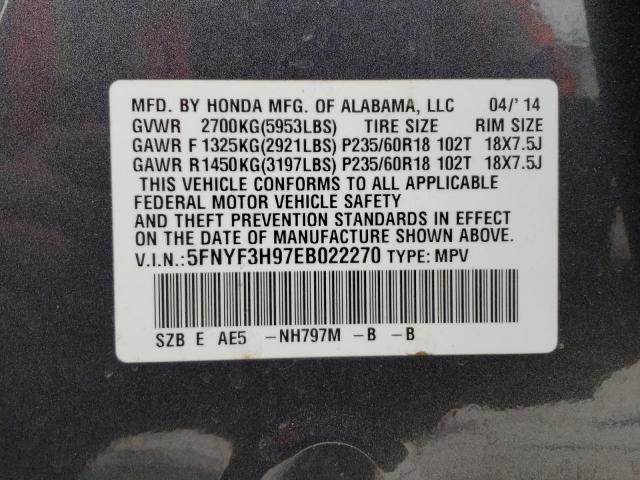 MFD. BY HONDA MFG. OF ALABAMA, LLC 04/' 14
GVWR 2700KG(5953LBS) TIRE SIZE RIM SIZE
GAWR F 1325KG(2921LBS) P235/60R18 102T 18X7.5J
GAWR R 1450KG(3197LBS) P235/60R18 102T 18X7.5J
THIS VEHICLE CONFORMS TO ALL APPLICABLE
FEDERAL MOTOR VEHICLE SAFETY
AND THEFT PREVENTION STANDARDS IN EFFECT
ON THE DATE OF MANUFACTURE SHOWN ABOVE.
V.I.N.:5FNYF3H97EB022270 TYPE: MPV
SZB E AE5 -NH797M -B -B